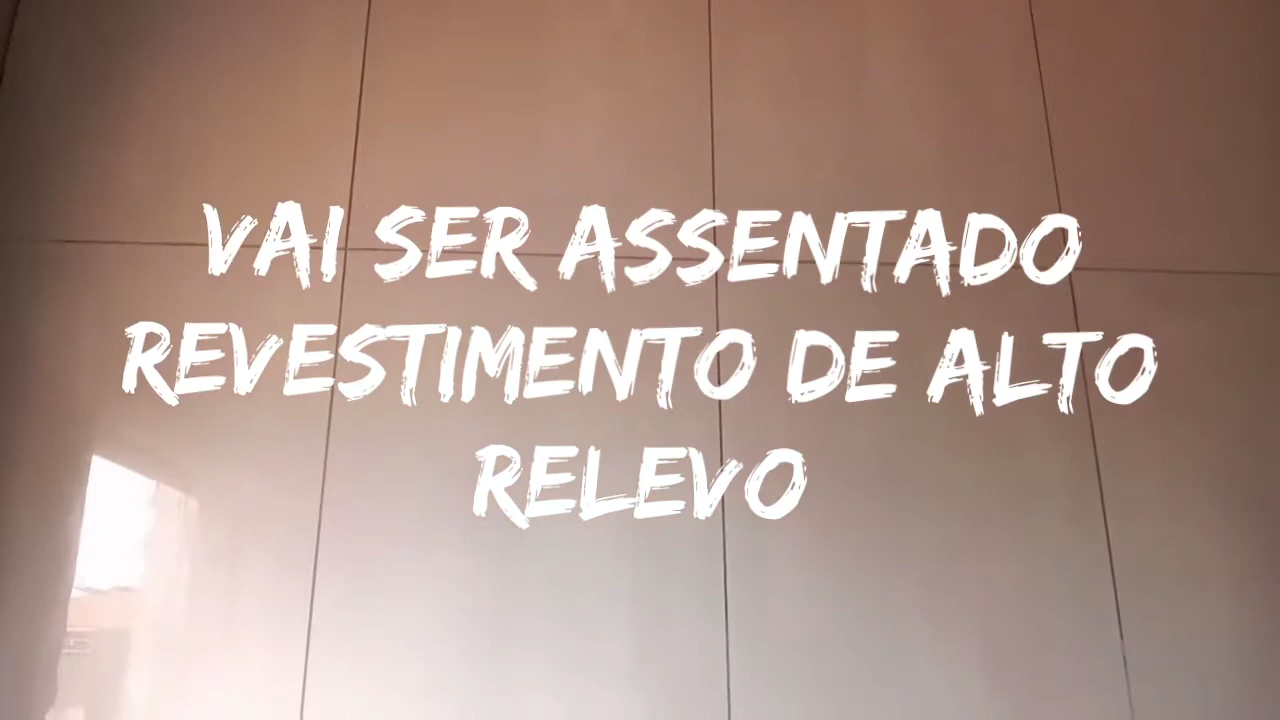 VAI SER ASSENTADO
REVESTIMENTO DE ALTO
RELEVO